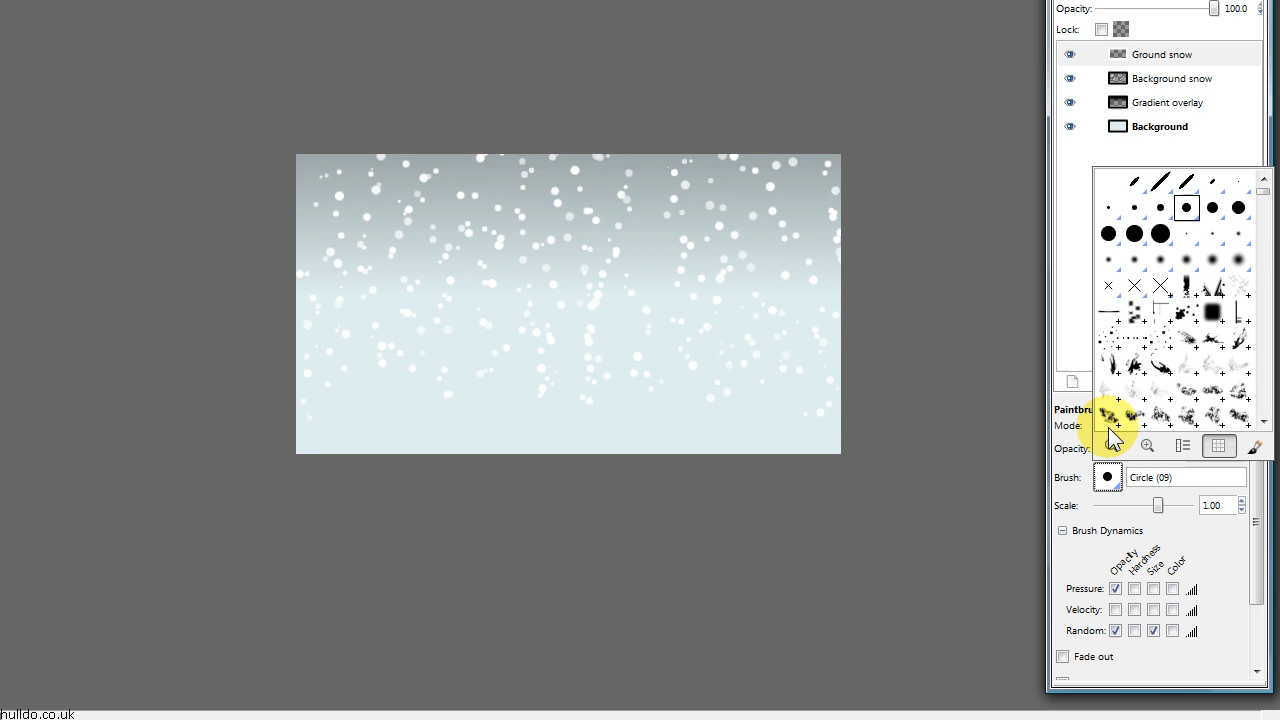 Opacity: 100.0
Lock:
Ground snow
Background snow
Gradient overlay
Background
Paintbru
Mode:
Opacity:
Brush: Circle (09)
Scale: 1.00
Brush Dynamics
Opacity Hardness Size Color
Pressure:
Velocity:
Random:
Fade out
hulldo.co.uk